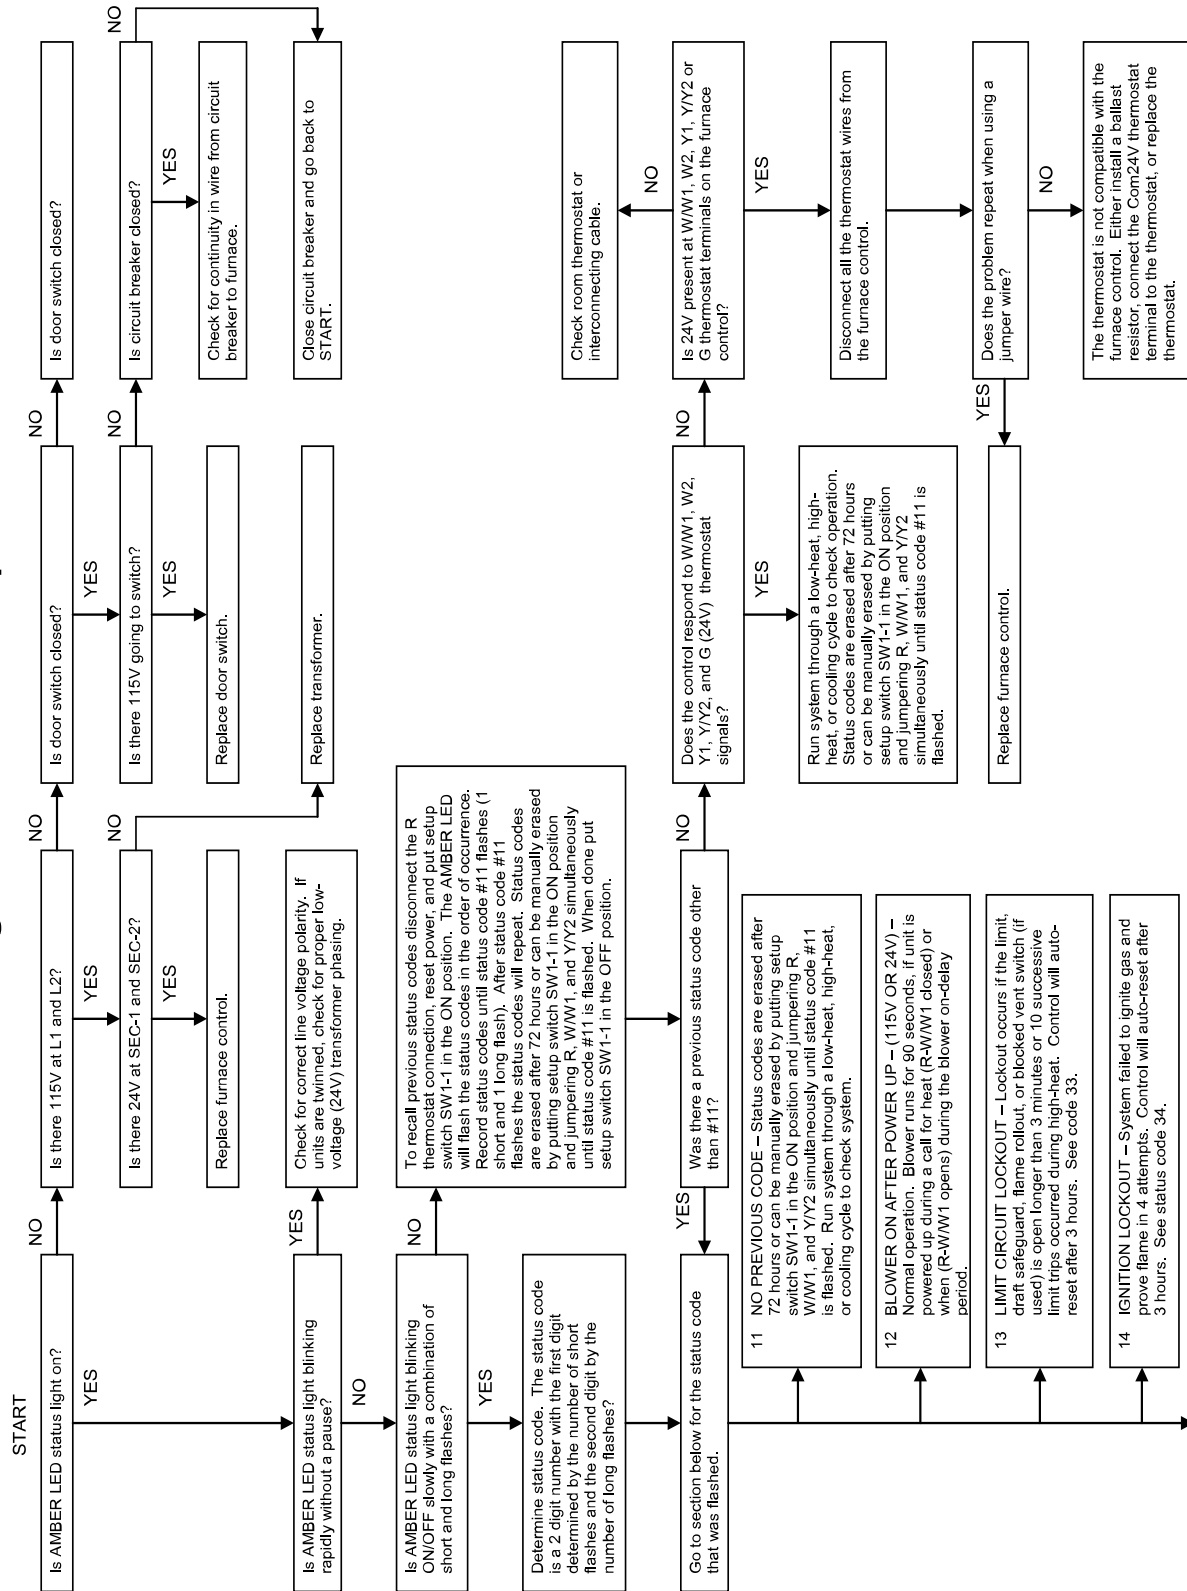 START
Is AMBER LED status light on?
NO
YES
Is there 115V at L1 and L2?
NO
YES
Is door switch closed?
NO
YES
Is door switch closed?
Is there 24V at SEC-1 and SEC-2?
NO
YES
Is there 115V going to switch?
NO
YES
Is circuit breaker closed?
NO
YES
Replace furnace control.
Replace door switch.
Check for continuity in wire from circuit
breaker to furnace.
Is AMBER LED status light blinking
rapidly without a pause?
YES
NO
Check for correct line voltage polarity. If
units are twinned, check for proper low-
voltage (24V) transformer phasing.
Replace transformer.
Close circuit breaker and go back to
START.
Is AMBER LED status light blinking
ON/OFF slowly with a combination of
short and long flashes?
NO
YES
To recall previous status codes disconnect the R
thermostat connection, reset power, and put setup
switch SW1-1 in the ON position. The AMBER LED
will flash the status codes in the order of occurrence.
Record status codes until status code #11 flashes (1
short and 1 long flash). After status code #11
flashes the status codes will repeat. Status codes
are erased after 72 hours or can be manually erased
by putting setup switch SW1-1 in the ON position
and jumpering R, W/W1, and Y/Y2 simultaneously
until status code #11 is flashed. When done put
setup switch SW1-1 in the OFF position.
Determine status code. The status code
is a 2 digit number with the first digit
determined by the number of short
flashes and the second digit by the
number of long flashes?
Go to section below for the status code
that was flashed.
YES
Was there a previous status code other
than #11?
NO
Does the control respond to W/W1, W2,
Y1, Y/Y2, and G (24V) thermostat
signals?
NO
YES
Is 24V present at W/W1, W2, Y1, Y/Y2 or
G thermostat terminals on the furnace
control?
NO
YES
Check room thermostat or
interconnecting cable.
Run system through a low-heat, high-
heat, or cooling cycle to check operation.
Status codes are erased after 72 hours
or can be manually erased by putting
setup switch SW1-1 in the ON position
and jumpering R, W/W1, and Y/Y2
simultaneously until status code #11 is
flashed.
Disconnect all the thermostat wires from
the furnace control.
Does the problem repeat when using a
jumper wire?
YES
NO
Replace furnace control.
The thermostat is not compatible with the
furnace control. Either install a ballast
resistor, connect the Com24V thermostat
terminal to the thermostat, or replace the
thermostat.
11 NO PREVIOUS CODE – Status codes are erased after
72 hours or can be manually erased by putting setup
switch SW1-1 in the ON position and jumpering R,
W/W1, and Y/Y2 simultaneously until status code #11
is flashed. Run system through a low-heat, high-heat,
or cooling cycle to check system.
12 BLOWER ON AFTER POWER UP – (115V OR 24V) –
Normal operation. Blower runs for 90 seconds, if unit is
powered up during a call for heat (R-W/W1 closed) or
when (R-W/W1 opens) during the blower on-delay
period.
13 LIMIT CIRCUIT LOCKOUT – Lockout occurs if the limit,
draft safeguard, flame rollout, or blocked vent switch (if
used) is open longer than 3 minutes or 10 successive
limit trips occurred during high-heat. Control will auto-
reset after 3 hours. See code 33.
14 IGNITION LOCKOUT – System failed to ignite gas and
prove flame in 4 attempts. Control will auto-reset after
3 hours. See status code 34.